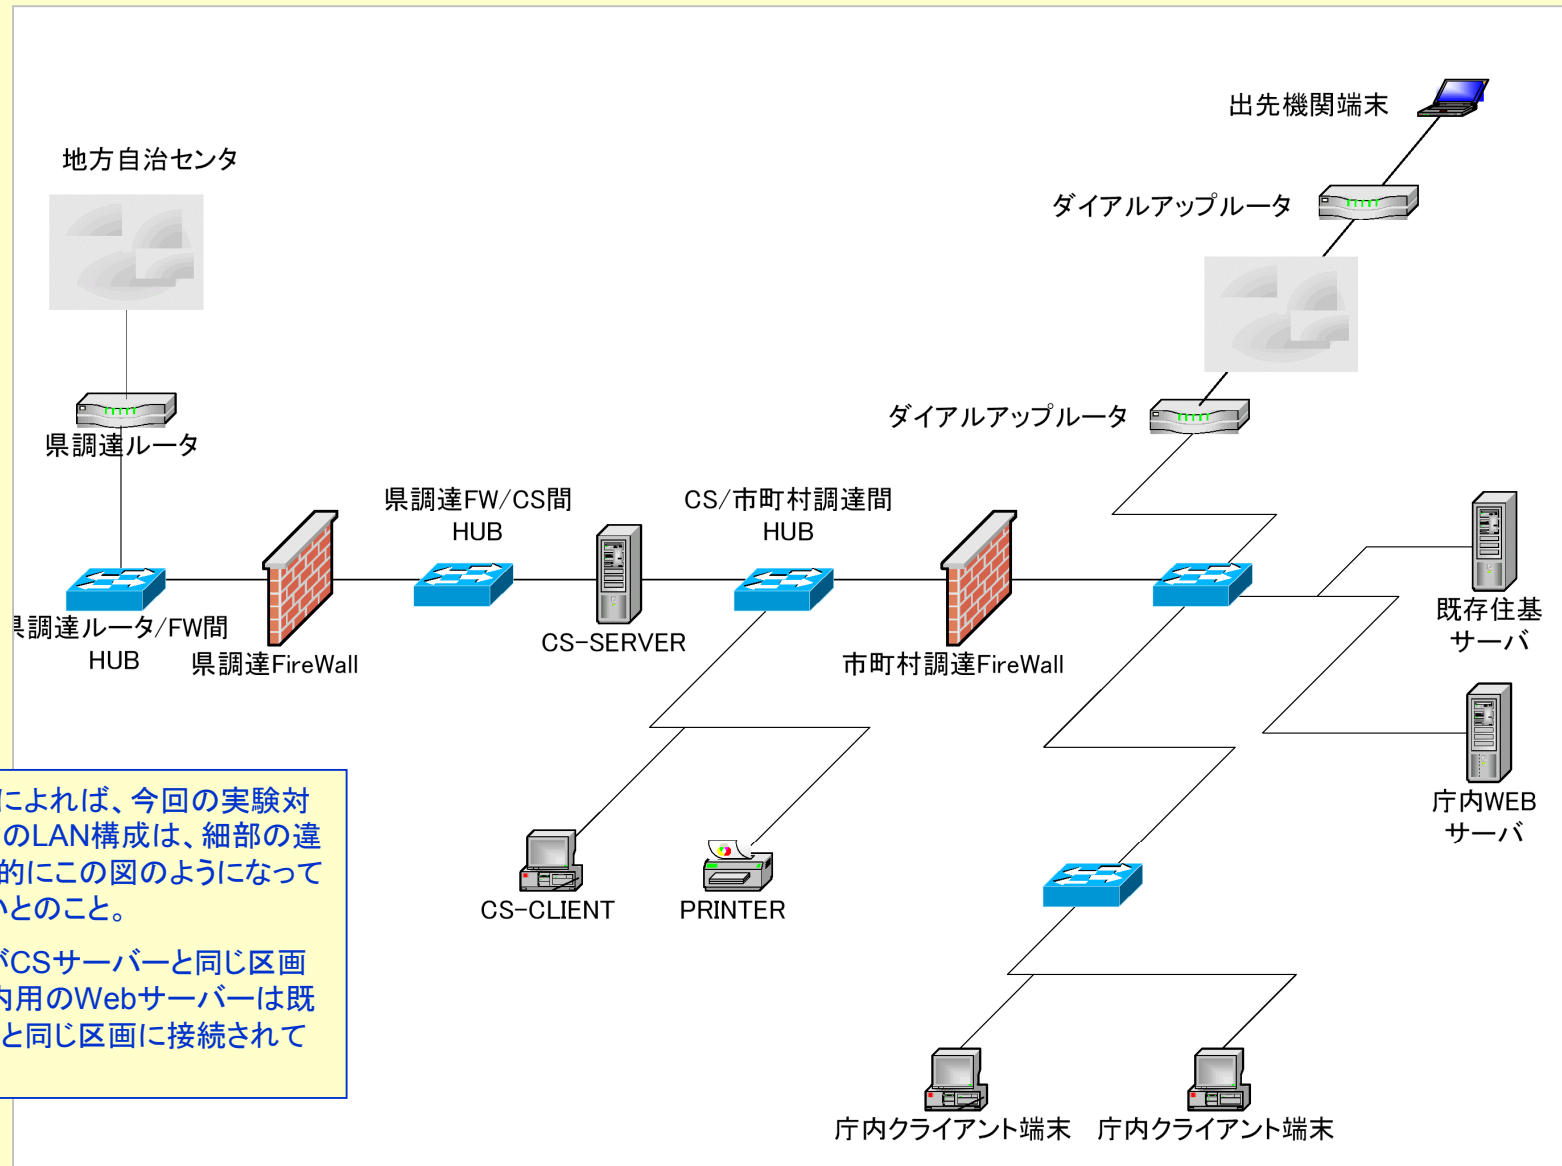 出先機関端末
地方自治センタ
ダイアルアップルータ
ダイアルアップルータ
県調達ルータ
県調達FW/CS間
HUB
CS/市町村調達間
HUB
調達ルータ/FW間
HUB
県調達FireWall
CS-SERVER
市町村調達FireWall
既存住基
サーバ
庁内WEB
サーバ
によれば、今回の実験対
のLAN構成は、細部の違
的にこの図のようになって
いとのこと。
がCSサーバーと同じ区画
内用のWebサーバーは既
と同じ区画に接続されて
CS-CLIENT
PRINTER
庁内クライアント端末
庁内クライアント端末